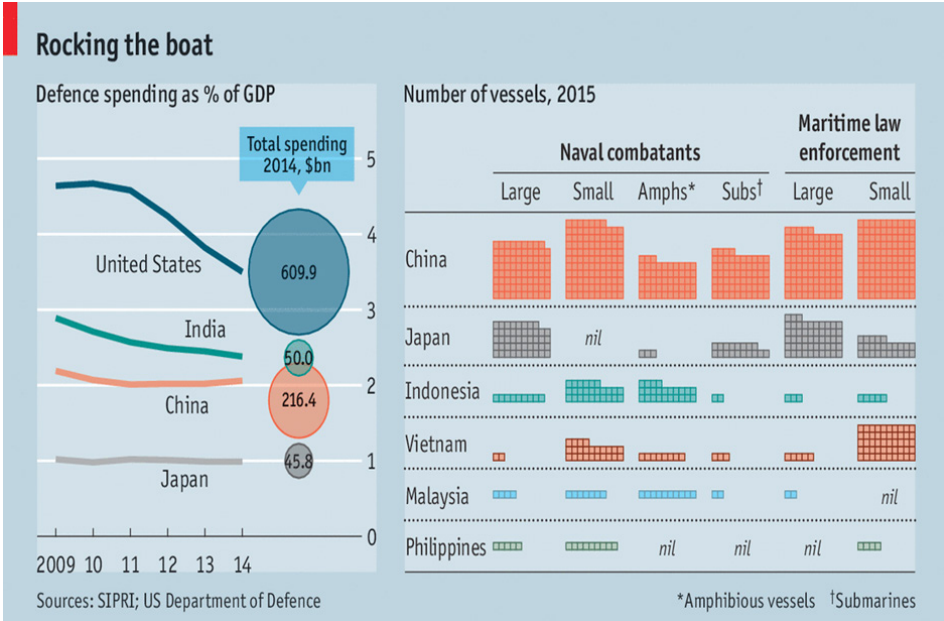 Rocking the boat
Defence spending as % of GDP
Total spending
2014, $bn
5
4
3
2
1
0
United States
India
China
Japan
609.9
50.0
216.4
45.8
2009 10 11 12 13 14
Sources: SIPRI; US Department of Defence
Number of vessels, 2015
Naval combatants
Maritime law
enforcement
Large Small Amphs* Subs† Large Small
China
Japan nil
Indonesia
Vietnam
Malaysia nil
Philippines nil nil nil
*Amphibious vessels †Submarines